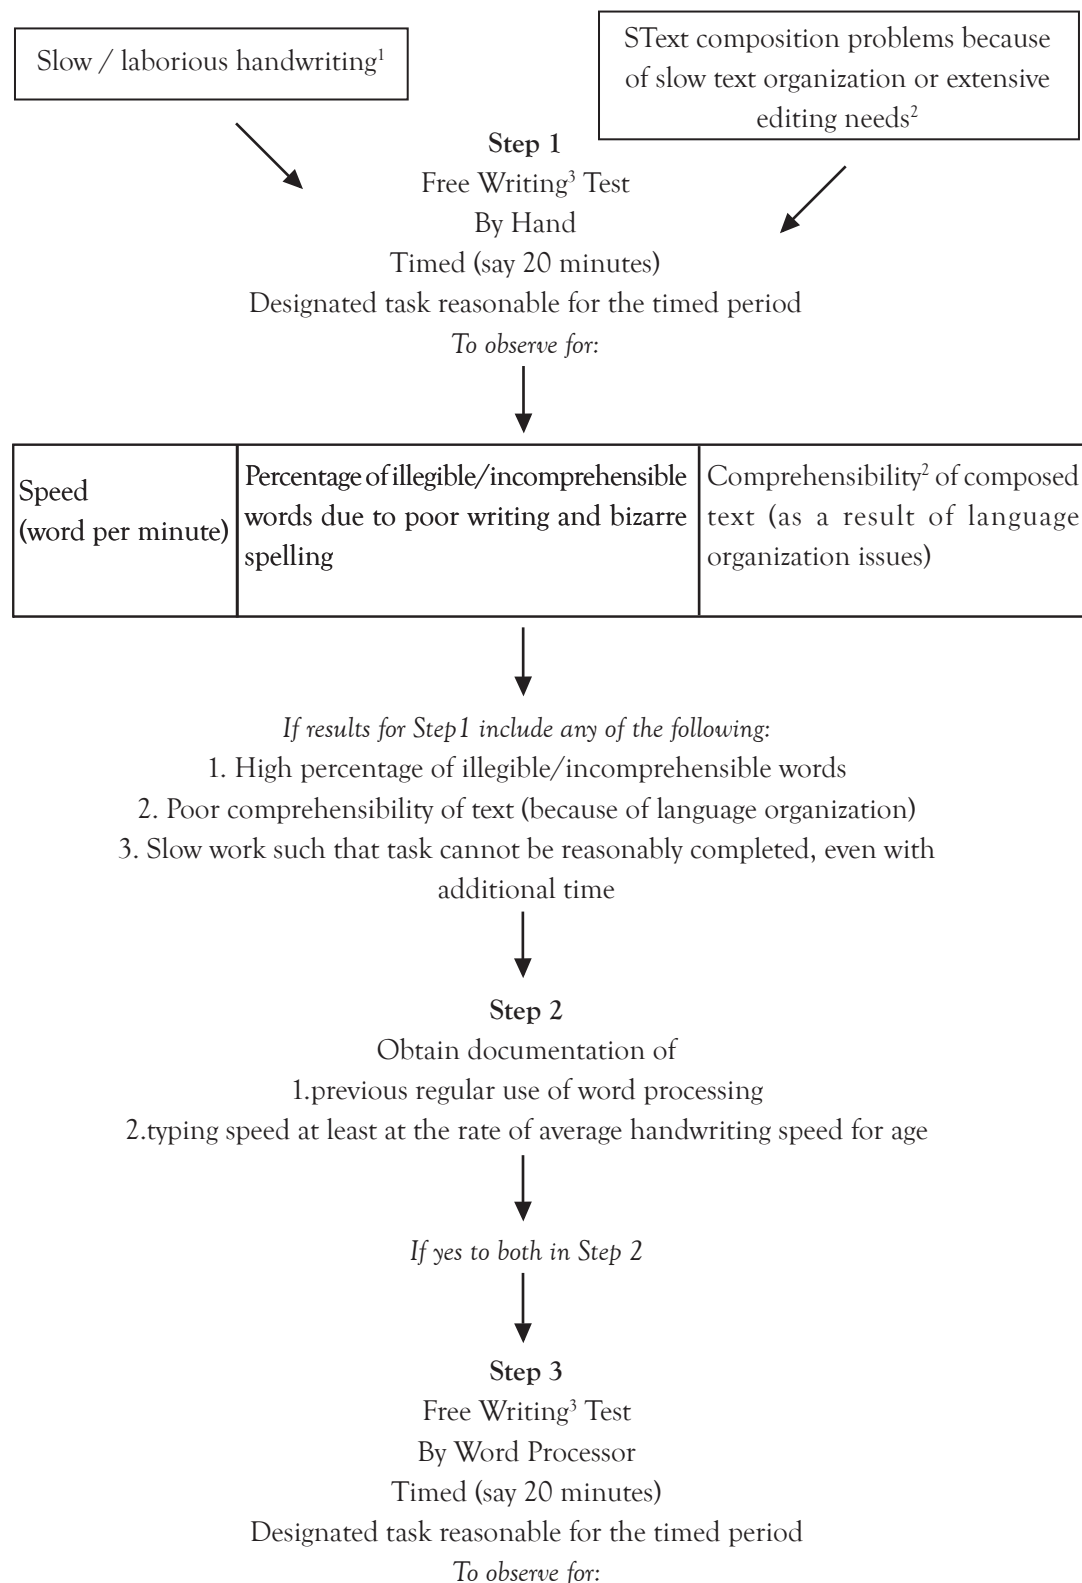 Slow / laborious handwriting1
SText composition problems because
of slow text organization or extensive
editing needs2
Step 1
Free Writing3 Test
By Hand
Timed (say 20 minutes)
Designated task reasonable for the timed period
To observe for:
Speed
(word per minute)
Percentage of illegible/incomprehensible
words due to poor writing and bizarre
spelling
Comprehensibility2 of composed
text (as a result of language
organization issues)
If results for Step1 include any of the following:
1. High percentage of illegible/incomprehensible words
2. Poor comprehensibility of text (because of language organization)
3. Slow work such that task cannot be reasonably completed, even with
additional time
Step 2
Obtain documentation of
1.previous regular use of word processing
2.typing speed at least at the rate of average handwriting speed for age
If yes to both in Step 2
Step 3
Free Writing3 Test
By Word Processor
Timed (say 20 minutes)
Designated task reasonable for the timed period
To observe for: